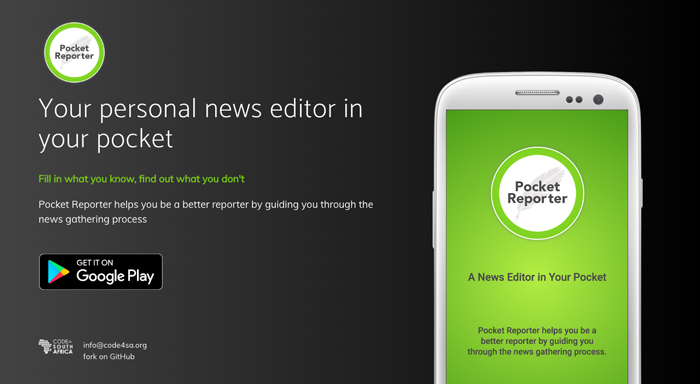 Pocket
Reporter
Your personal news editor in
your pocket
Fill in what you know, find out what you don't
Pocket Reporter helps you be a better reporter by guiding you through the
news gathering process
GET IT ON
Google Play
CODE for
SOUTH
AFRICA
info@code4sa.org
fork on GitHub
Pocket
Reporter
A News Editor in Your Pocket
Pocket Reporter helps you be a
better reporter by guiding you
through the news gathering process.